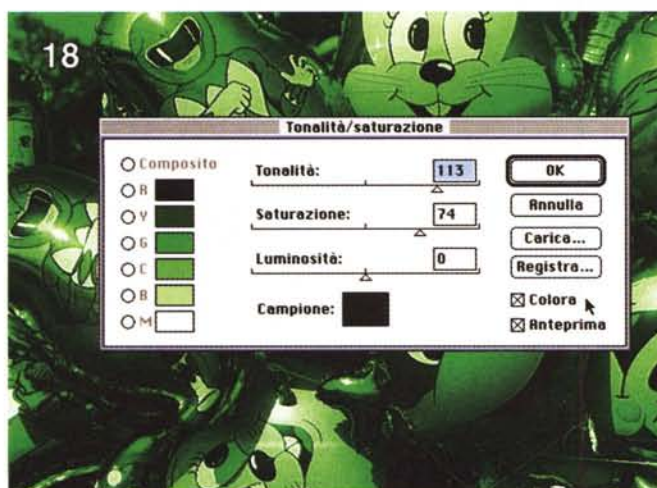 18
Tonalità/saturazione
Composito
R
Y
G
C
B
M
Tonalità: 113
Saturazione: 74
Luminosità: 0
Campione:
OK
Annulla
Carica...
Registra...
Colora
Anteprima